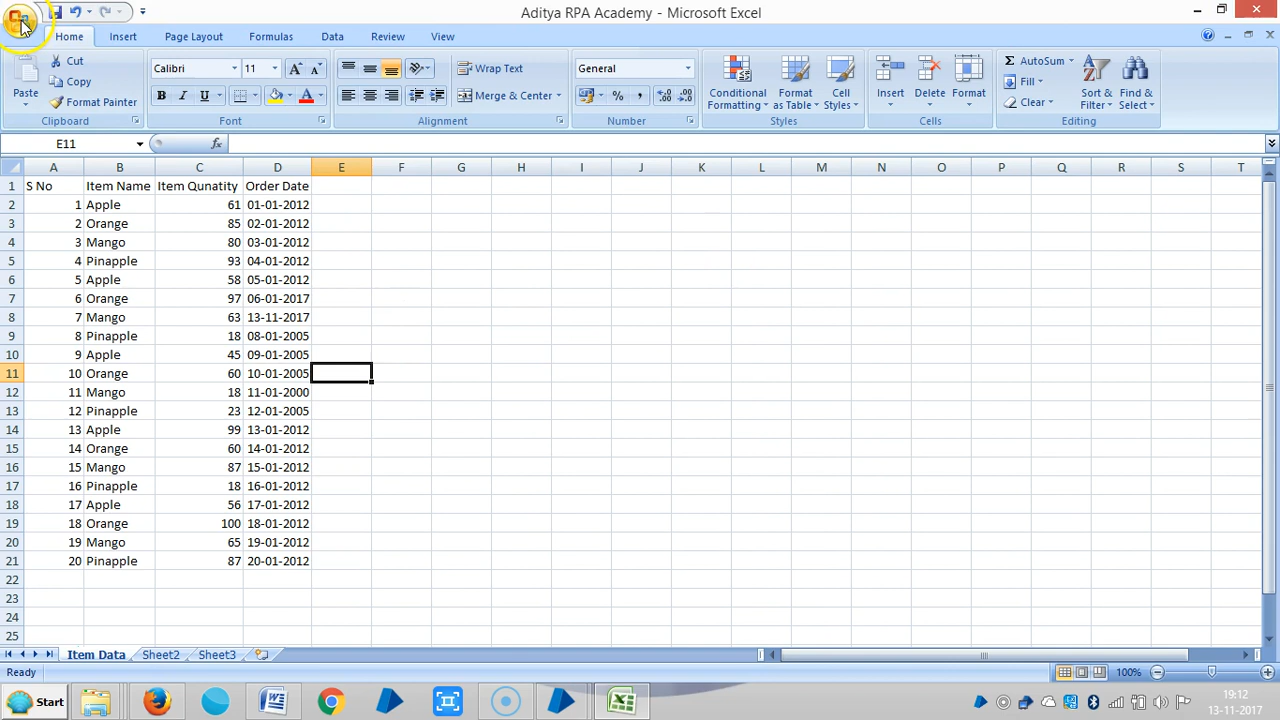 Aditya RPA Academy - Microsoft Excel
Home Insert Page Layout Formulas Data Review View
Paste Cut Copy Format Painter Clipboard
Calibri 11 A A B I U A Font
Wrap Text Merge & Center Alignment
General % , Number
Conditional Formatting Format as Table Cell Styles Styles
Insert Delete Format Cells
Σ AutoSum Fill Clear Sort & Filter Find & Select Editing
E11 fx
A B C D E F G H I J K L M N O P Q R S T
1 S No Item Name Item Qunatity Order Date
2 1 Apple 61 01-01-2012
3 2 Orange 85 02-01-2012
4 3 Mango 80 03-01-2012
5 4 Pinapple 93 04-01-2012
6 5 Apple 58 05-01-2012
7 6 Orange 97 06-01-2017
8 7 Mango 63 13-11-2017
9 8 Pinapple 18 08-01-2005
10 9 Apple 45 09-01-2005
11 10 Orange 60 10-01-2005
12 11 Mango 18 11-01-2000
13 12 Pinapple 23 12-01-2005
14 13 Apple 99 13-01-2012
15 14 Orange 60 14-01-2012
16 15 Mango 87 15-01-2012
17 16 Pinapple 18 16-01-2012
18 17 Apple 56 17-01-2012
19 18 Orange 100 18-01-2012
20 19 Mango 65 19-01-2012
21 20 Pinapple 87 20-01-2012
22
23
24
25
Item Data Sheet2 Sheet3
Ready 100%
Start 19:12
13-11-2017